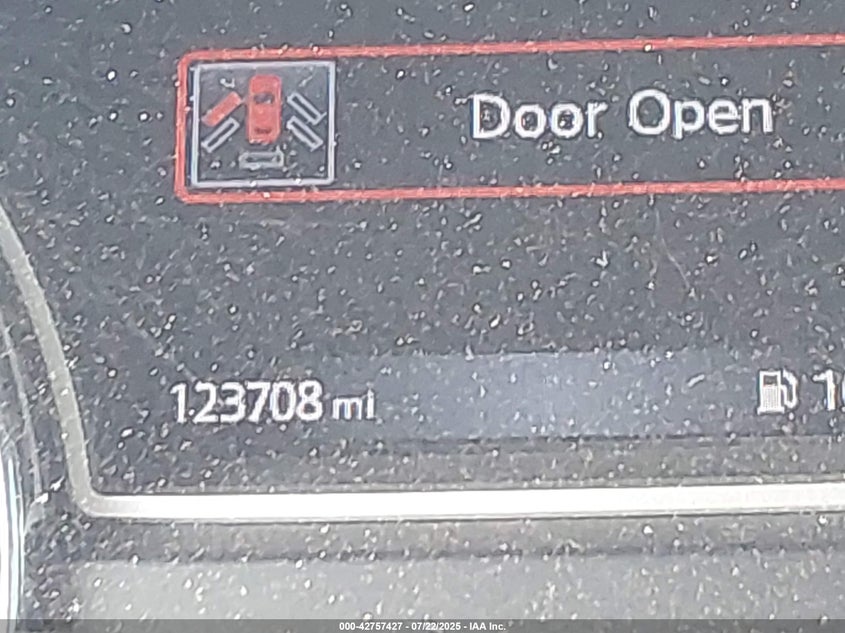 Door Open
123708 mi
000-42757427 - 07/22/2025 - IAA Inc.